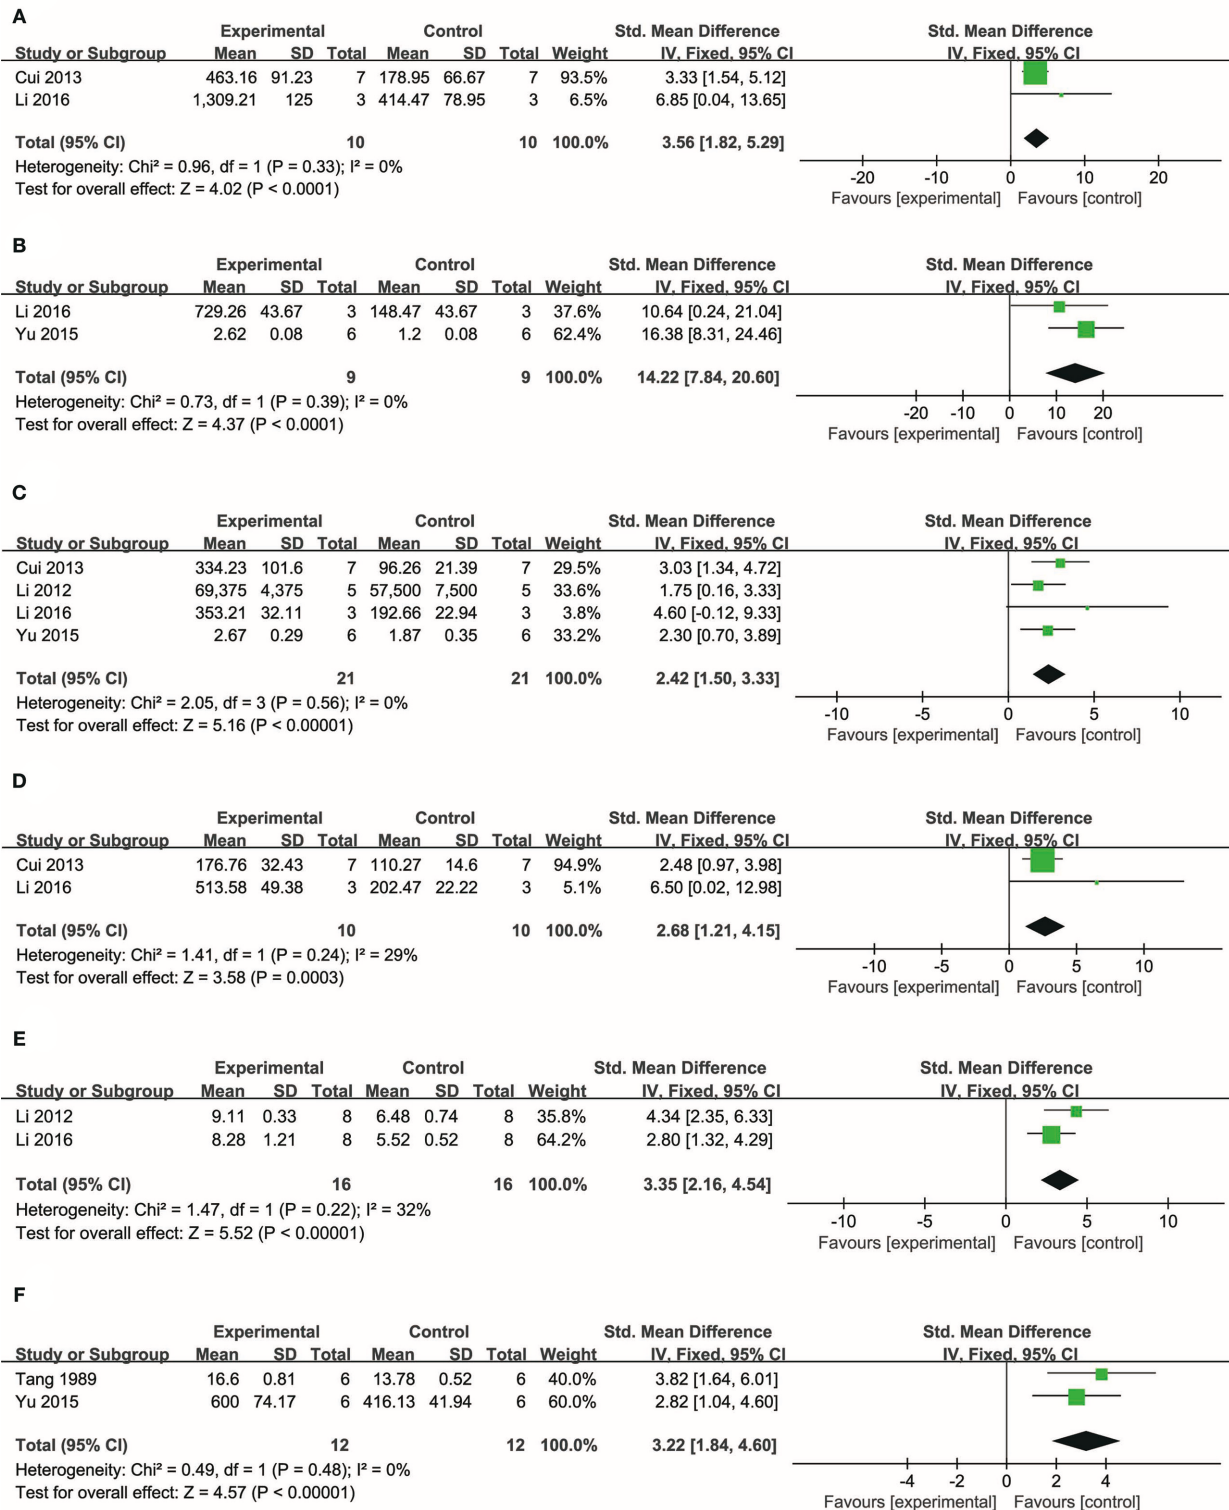 A
Experimental Control Std. Mean Difference Std. Mean Difference
Study or Subgroup Mean SD Total Mean SD Total Weight IV, Fixed, 95% CI IV, Fixed, 95% CI
Cui 2013 463.16 91.23 7 178.95 66.67 7 93.5% 3.33 [1.54, 5.12]
Li 2016 1,309.21 125 3 414.47 78.95 3 6.5% 6.85 [0.04, 13.65]
Total (95% CI) 10 10 100.0% 3.56 [1.82, 5.29]
Heterogeneity: Chi² = 0.96, df = 1 (P = 0.33); I² = 0%
Test for overall effect: Z = 4.02 (P < 0.0001)
-20 -10 0 10 20
Favours [experimental] Favours [control]
B
Experimental Control Std. Mean Difference Std. Mean Difference
Study or Subgroup Mean SD Total Mean SD Total Weight IV, Fixed, 95% CI IV, Fixed, 95% CI
Li 2016 729.26 43.67 3 148.47 43.67 3 37.6% 10.64 [0.24, 21.04]
Yu 2015 2.62 0.08 6 1.2 0.08 6 62.4% 16.38 [8.31, 24.46]
Total (95% CI) 9 9 100.0% 14.22 [7.84, 20.60]
Heterogeneity: Chi² = 0.73, df = 1 (P = 0.39); I² = 0%
Test for overall effect: Z = 4.37 (P < 0.0001)
-20 -10 0 10 20
Favours [experimental] Favours [control]
C
Experimental Control Std. Mean Difference Std. Mean Difference
Study or Subgroup Mean SD Total Mean SD Total Weight IV, Fixed, 95% CI IV, Fixed, 95% CI
Cui 2013 334.23 101.6 7 96.26 21.39 7 29.5% 3.03 [1.34, 4.72]
Li 2012 69,375 4,375 5 57,500 7,500 5 33.6% 1.75 [0.16, 3.33]
Li 2016 353.21 32.11 3 192.66 22.94 3 3.8% 4.60 [-0.12, 9.33]
Yu 2015 2.67 0.29 6 1.87 0.35 6 33.2% 2.30 [0.70, 3.89]
Total (95% CI) 21 21 100.0% 2.42 [1.50, 3.33]
Heterogeneity: Chi² = 2.05, df = 3 (P = 0.56); I² = 0%
Test for overall effect: Z = 5.16 (P < 0.00001)
-10 -5 0 5 10
Favours [experimental] Favours [control]
D
Experimental Control Std. Mean Difference Std. Mean Difference
Study or Subgroup Mean SD Total Mean SD Total Weight IV, Fixed, 95% CI IV, Fixed, 95% CI
Cui 2013 176.76 32.43 7 110.27 14.6 7 94.9% 2.48 [0.97, 3.98]
Li 2016 513.58 49.38 3 202.47 22.22 3 5.1% 6.50 [0.02, 12.98]
Total (95% CI) 10 10 100.0% 2.68 [1.21, 4.15]
Heterogeneity: Chi² = 1.41, df = 1 (P = 0.24); I² = 29%
Test for overall effect: Z = 3.58 (P = 0.0003)
-10 -5 0 5 10
Favours [experimental] Favours [control]
E
Experimental Control Std. Mean Difference Std. Mean Difference
Study or Subgroup Mean SD Total Mean SD Total Weight IV, Fixed, 95% CI IV, Fixed, 95% CI
Li 2012 9.11 0.33 8 6.48 0.74 8 35.8% 4.34 [2.35, 6.33]
Li 2016 8.28 1.21 8 5.52 0.52 8 64.2% 2.80 [1.32, 4.29]
Total (95% CI) 16 16 100.0% 3.35 [2.16, 4.54]
Heterogeneity: Chi² = 1.47, df = 1 (P = 0.22); I² = 32%
Test for overall effect: Z = 5.52 (P < 0.00001)
-10 -5 0 5 10
Favours [experimental] Favours [control]
F
Experimental Control Std. Mean Difference Std. Mean Difference
Study or Subgroup Mean SD Total Mean SD Total Weight IV, Fixed, 95% CI IV, Fixed, 95% CI
Tang 1989 16.6 0.81 6 13.78 0.52 6 40.0% 3.82 [1.64, 6.01]
Yu 2015 600 74.17 6 416.13 41.94 6 60.0% 2.82 [1.04, 4.60]
Total (95% CI) 12 12 100.0% 3.22 [1.84, 4.60]
Heterogeneity: Chi² = 0.49, df = 1 (P = 0.48); I² = 0%
Test for overall effect: Z = 4.57 (P < 0.00001)
-4 -2 0 2 4
Favours [experimental] Favours [control]